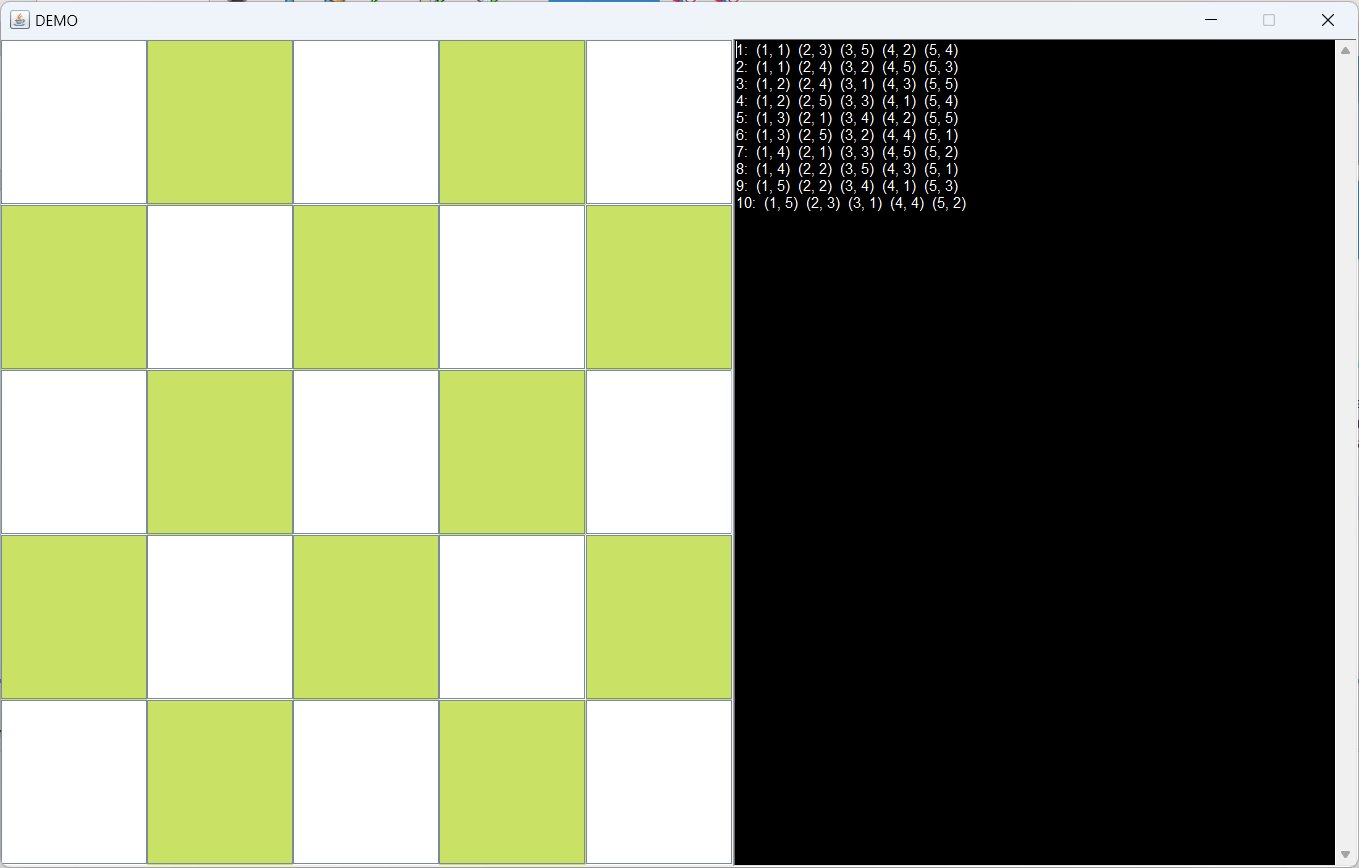 DEMO
1:  (1, 1)  (2, 3)  (3, 5)  (4, 2)  (5, 4)
2:  (1, 1)  (2, 4)  (3, 2)  (4, 5)  (5, 3)
3:  (1, 2)  (2, 4)  (3, 1)  (4, 3)  (5, 5)
4:  (1, 2)  (2, 5)  (3, 3)  (4, 1)  (5, 4)
5:  (1, 3)  (2, 1)  (3, 4)  (4, 2)  (5, 5)
6:  (1, 3)  (2, 5)  (3, 2)  (4, 4)  (5, 1)
7:  (1, 4)  (2, 1)  (3, 3)  (4, 5)  (5, 2)
8:  (1, 4)  (2, 2)  (3, 5)  (4, 3)  (5, 1)
9:  (1, 5)  (2, 2)  (3, 4)  (4, 1)  (5, 3)
10:  (1, 5)  (2, 3)  (3, 1)  (4, 4)  (5, 2)